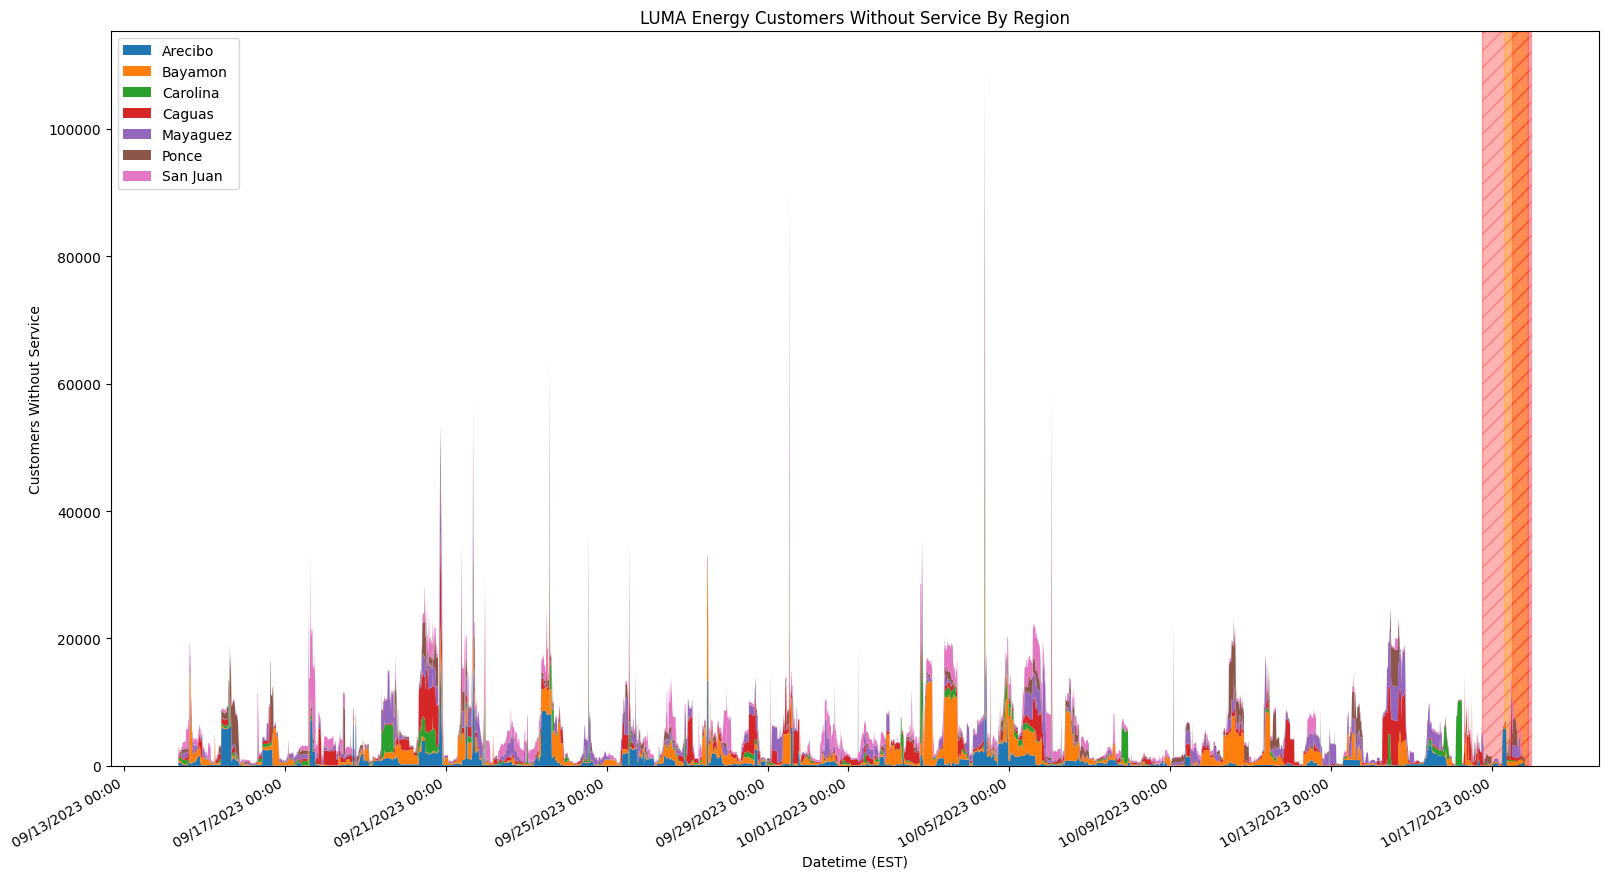 LUMA Energy Customers Without Service By Region
Arecibo
Bayamon
Carolina
Caguas
Mayaguez
Ponce
San Juan
100000
80000
60000
40000
20000
0
Customers Without Service
09/13/2023 00:00
09/17/2023 00:00
09/21/2023 00:00
09/25/2023 00:00
09/29/2023 00:00
10/01/2023 00:00
10/05/2023 00:00
10/09/2023 00:00
10/13/2023 00:00
10/17/2023 00:00
Datetime (EST)